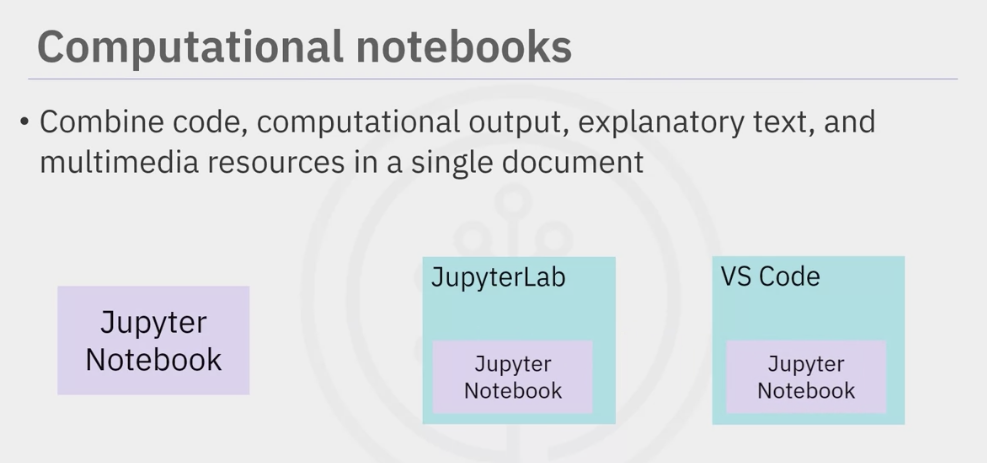 Computational notebooks
• Combine code, computational output, explanatory text, and
multimedia resources in a single document
Jupyter
Notebook
JupyterLab
Jupyter
Notebook
VS Code
Jupyter
Notebook